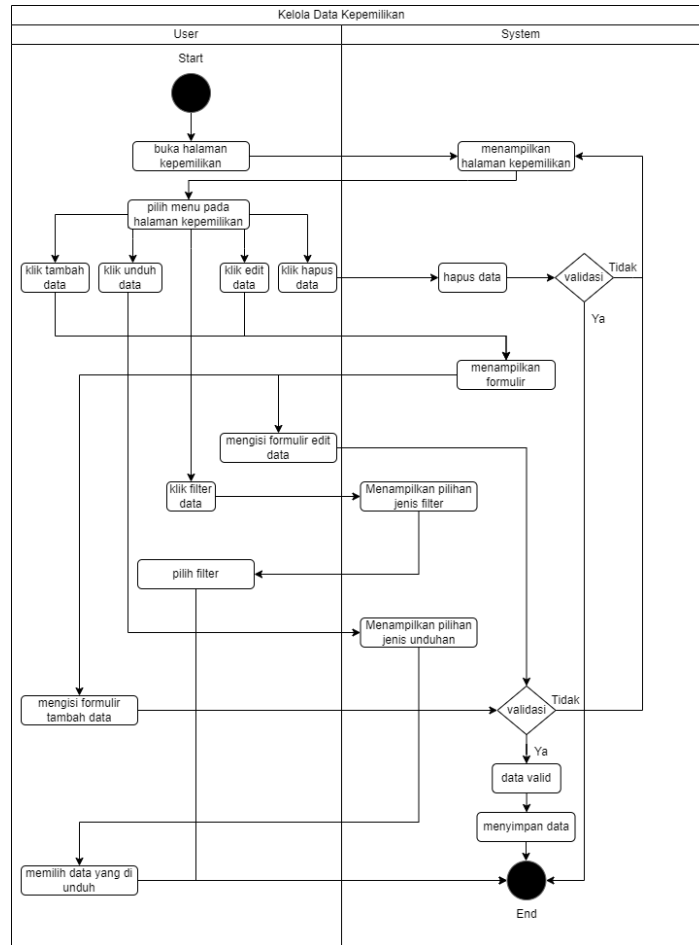 Kelola Data Kepemilikan
User
System
Start
buka halaman
kepemilikan
menampilkan
halaman kepemilikan
pilih menu pada
halaman kepemilikan
klik tambah
data
klik unduh
data
klik edit
data
klik hapus
data
hapus data
validasi
Tidak
Ya
menampilkan
formulir
mengisi formulir edit
data
klik filter
data
Menampilkan pilihan
jenis filter
pilih filter
Menampilkan pilihan
jenis unduhan
mengisi formulir
tambah data
validasi
Tidak
Ya
data valid
menyimpan data
memilih data yang di
unduh
End